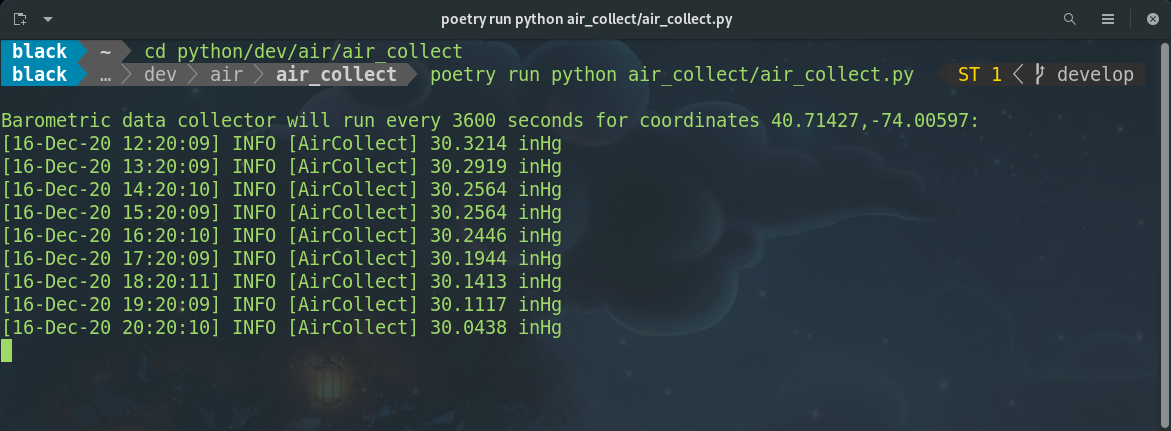 poetry run python air_collect/air_collect.py
black ~ cd python/dev/air/air_collect
black … dev air air_collect poetry run python air_collect/air_collect.py ST 1 develop
Barometric data collector will run every 3600 seconds for coordinates 40.71427,-74.00597:
[16-Dec-20 12:20:09] INFO [AirCollect] 30.3214 inHg
[16-Dec-20 13:20:09] INFO [AirCollect] 30.2919 inHg
[16-Dec-20 14:20:10] INFO [AirCollect] 30.2564 inHg
[16-Dec-20 15:20:09] INFO [AirCollect] 30.2564 inHg
[16-Dec-20 16:20:10] INFO [AirCollect] 30.2446 inHg
[16-Dec-20 17:20:09] INFO [AirCollect] 30.1944 inHg
[16-Dec-20 18:20:11] INFO [AirCollect] 30.1413 inHg
[16-Dec-20 19:20:09] INFO [AirCollect] 30.1117 inHg
[16-Dec-20 20:20:10] INFO [AirCollect] 30.0438 inHg